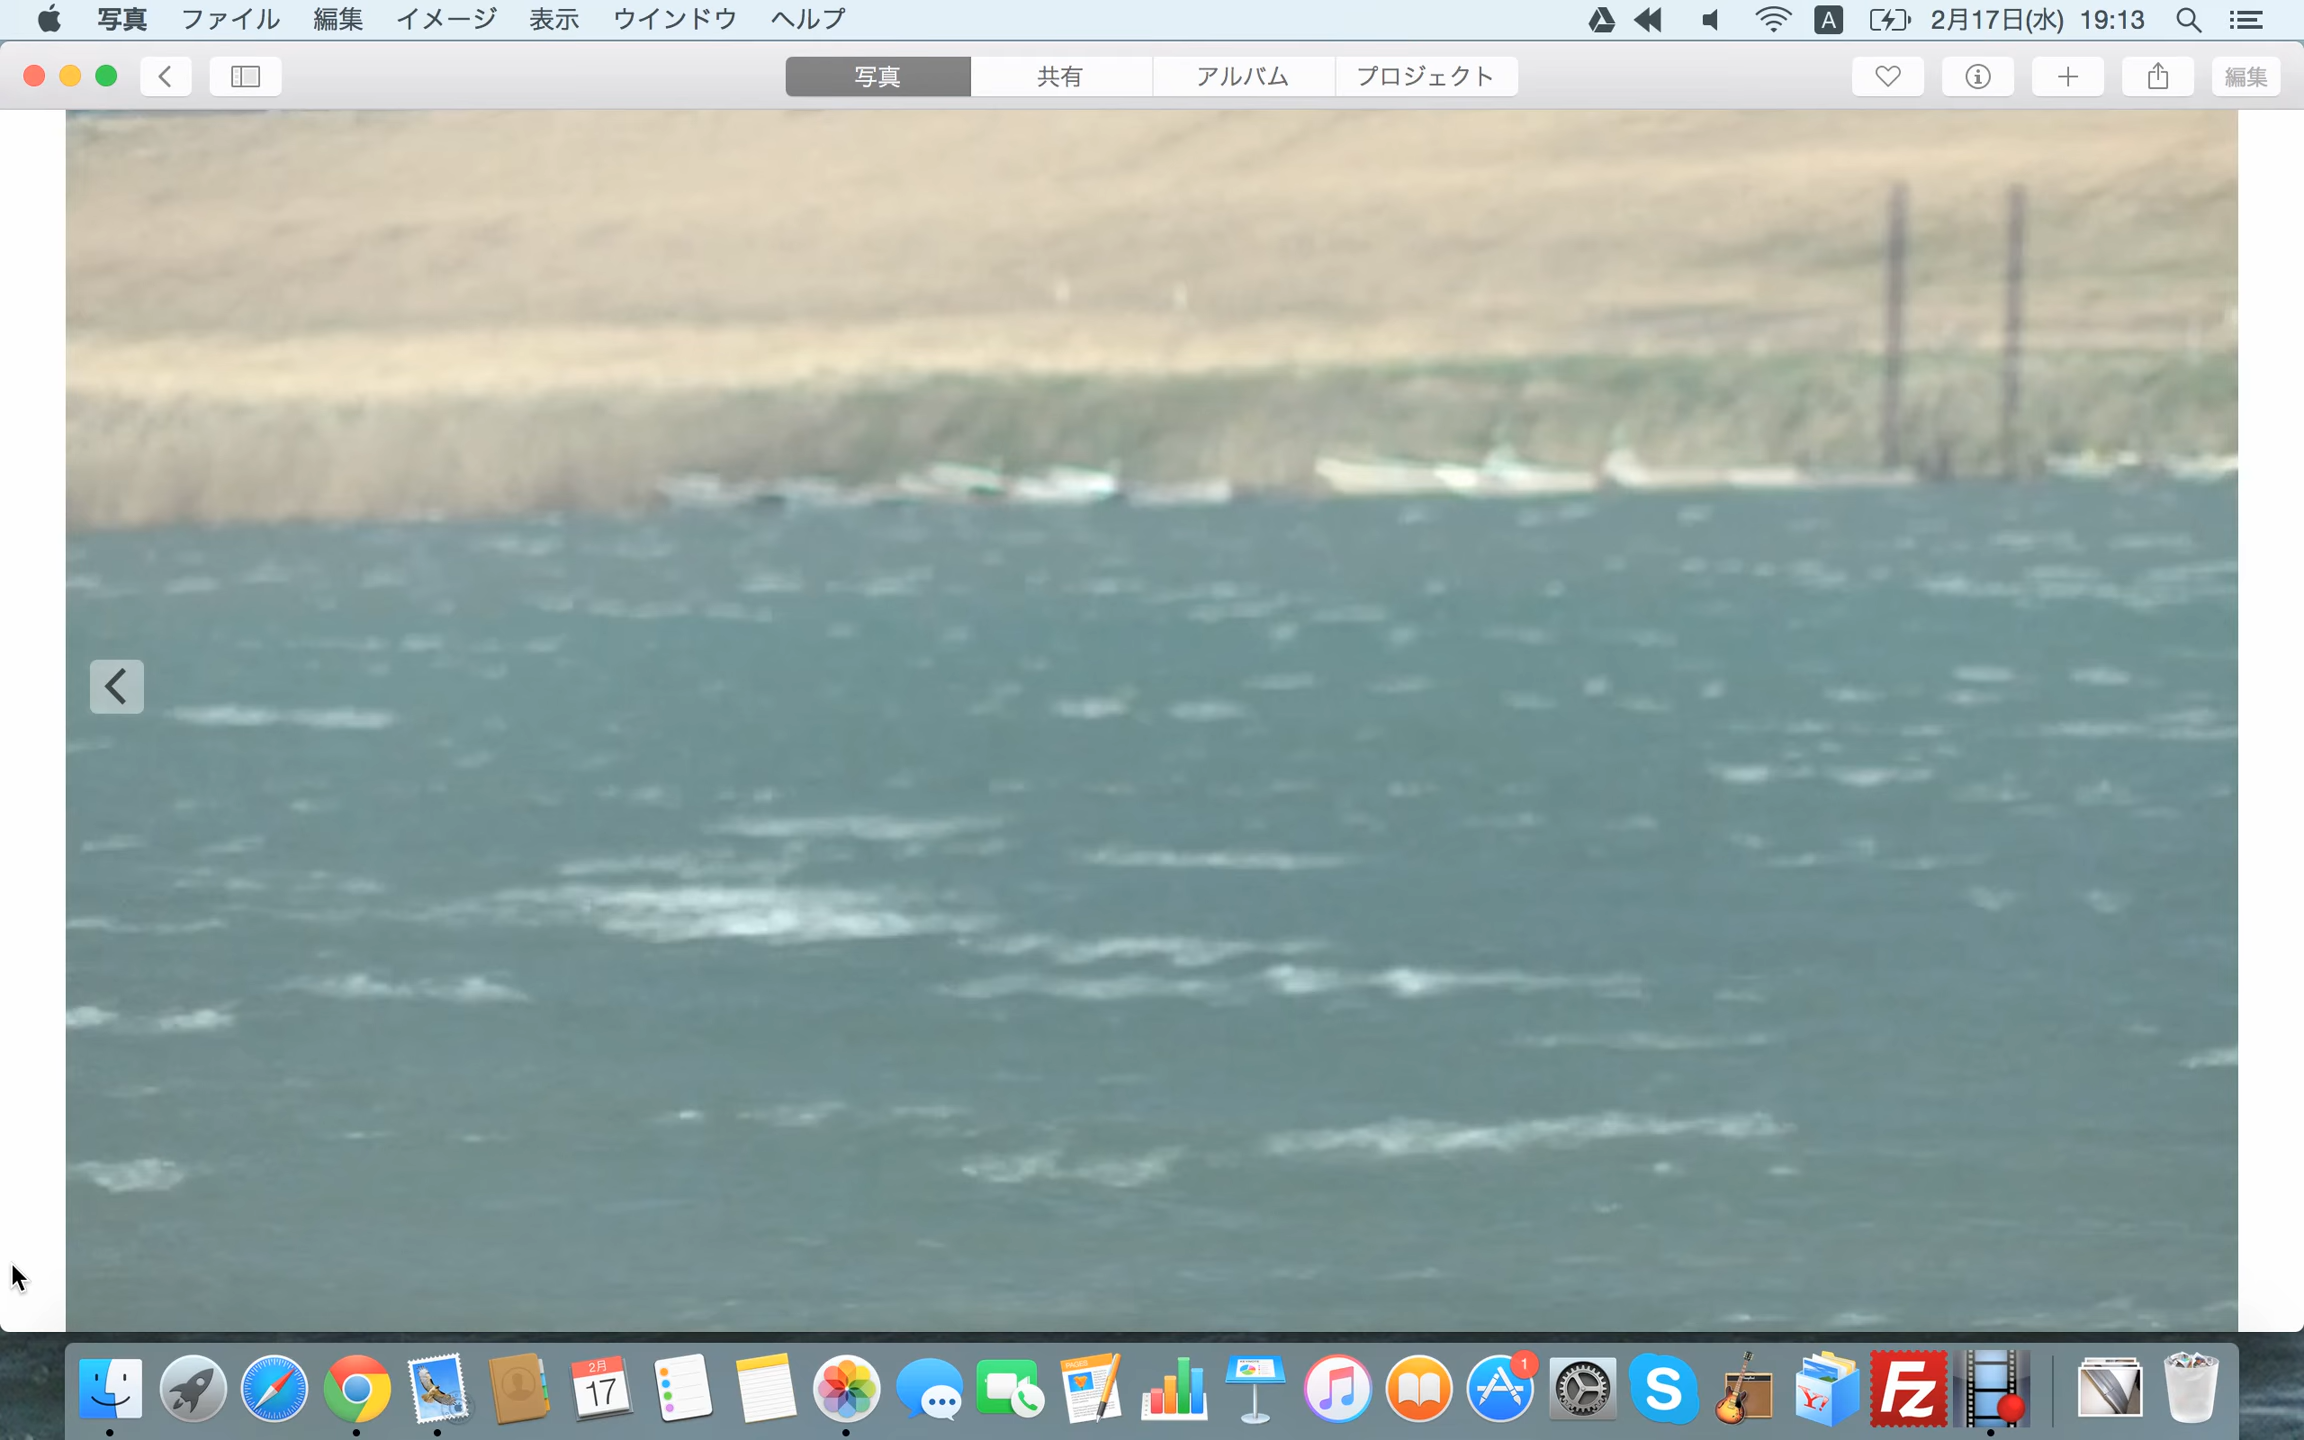 写真 ファイル 編集 イメージ 表示 ウインドウ ヘルプ A 2月17日(水) 19:13
写真 共有 アルバム プロジェクト 編集
2月
17
PAGES
1
S
Y!
Fz